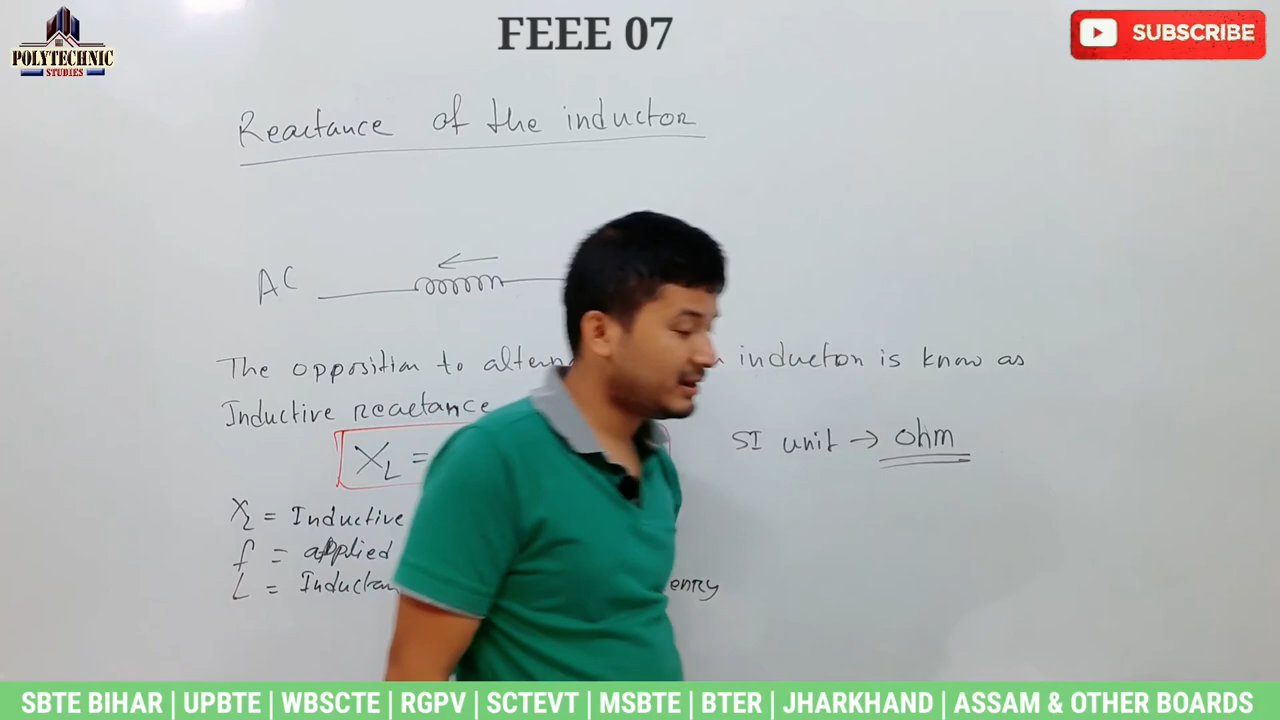 POLYTECHNIC
STUDIES
FEEE 07
SUBSCRIBE
Reactance of the inductor
AC
The opposition to altern inductor is know as
Inductive reactance
X_L =
SI unit → ohm
X_L = Inductive
f = applied
L = Inductan enry
SBTE BIHAR | UPBTE | WBSCTE | RGPV | SCTEVT | MSBTE | BTER | JHARKHAND | ASSAM & OTHER BOARDS